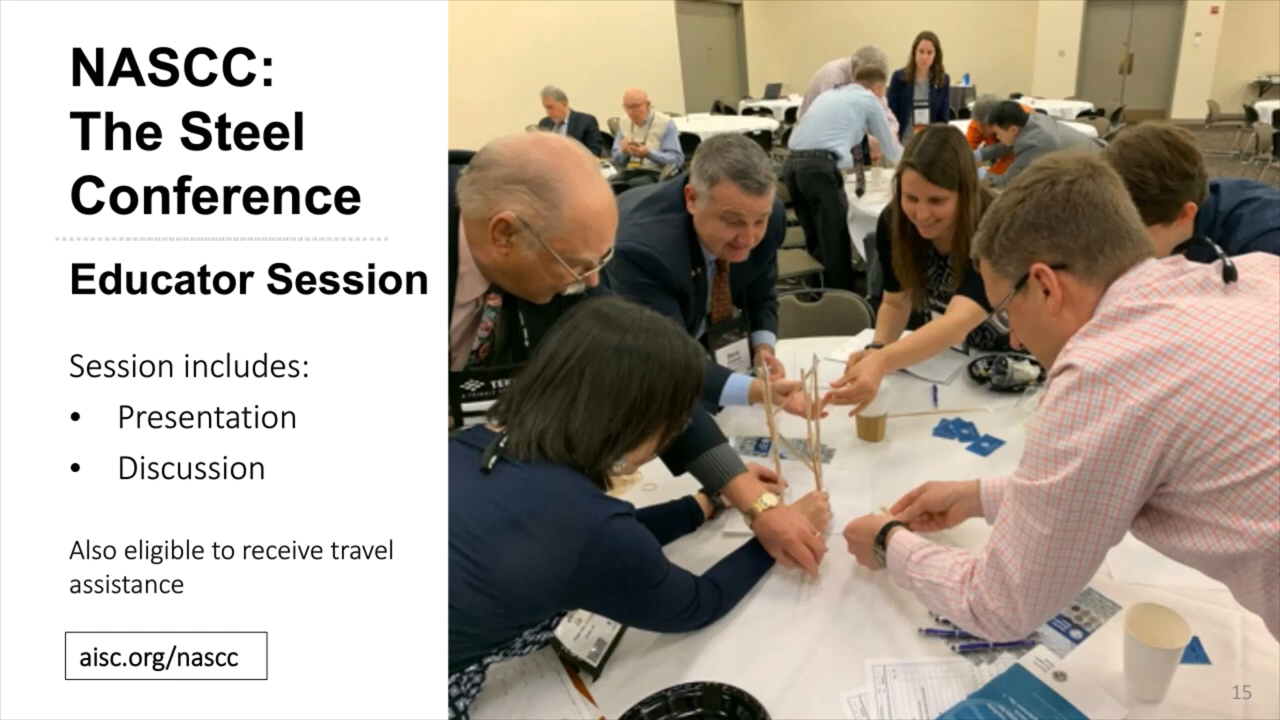 NASCC:
The Steel
Conference
Educator Session
Session includes:
• Presentation
• Discussion
Also eligible to receive travel
assistance
aisc.org/nascc
David
15